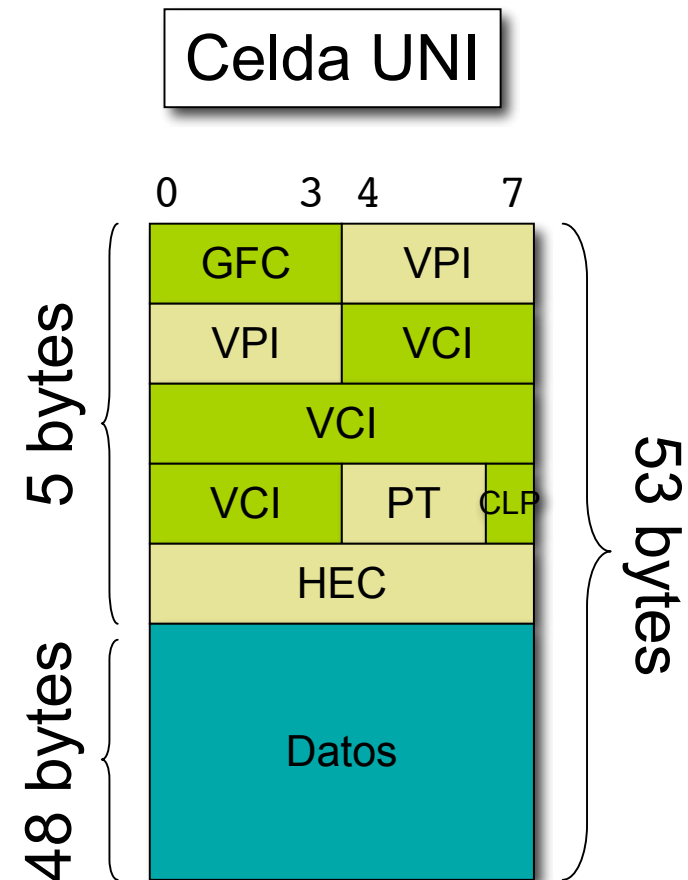 Celda UNI
0 3 4 7
GFC VPI
VPI VCI
VCI
VCI PT CLP
HEC
Datos
5 bytes
48 bytes
53 bytes